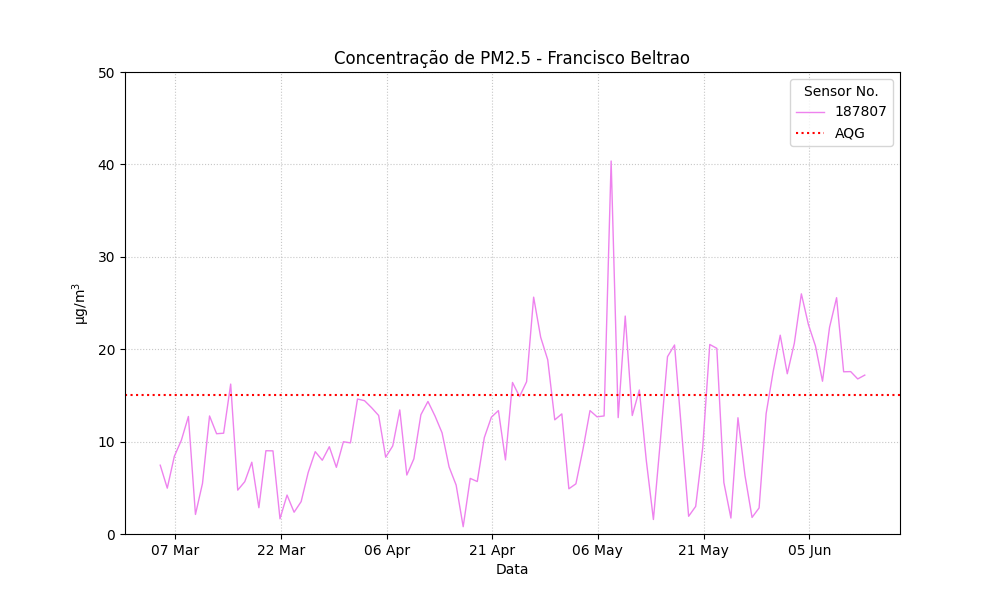 Concentração de PM2.5 - Francisco Beltrao
Sensor No.
187807
AQG
50
40
30
20
10
0
µg/m³
07 Mar
22 Mar
06 Apr
21 Apr
06 May
21 May
05 Jun
Data